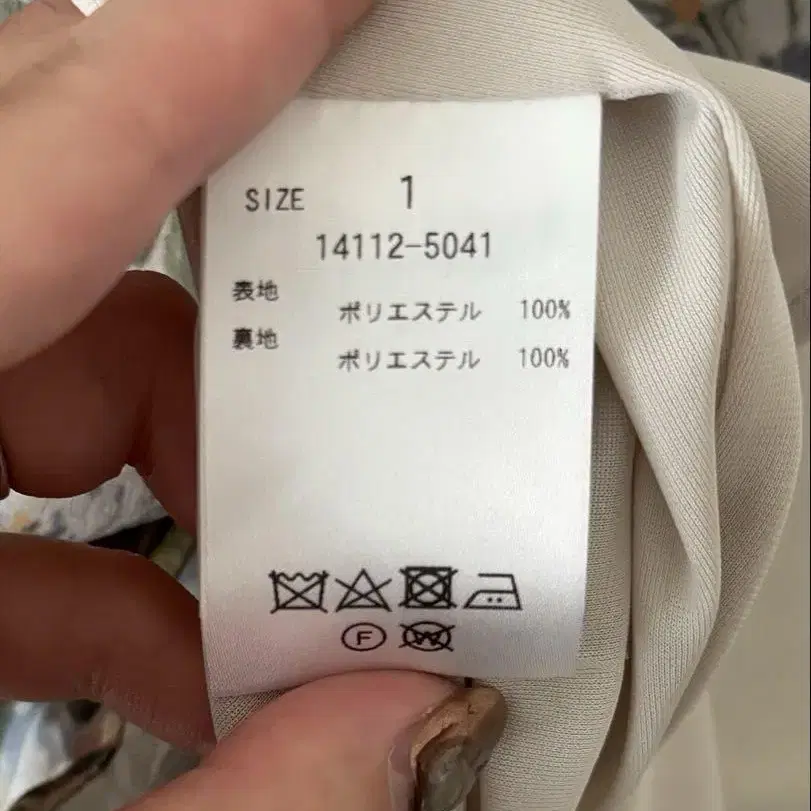 SIZE 1
14112-5041
表地 ポリエステル 100%
裏地 ポリエステル 100%
F W